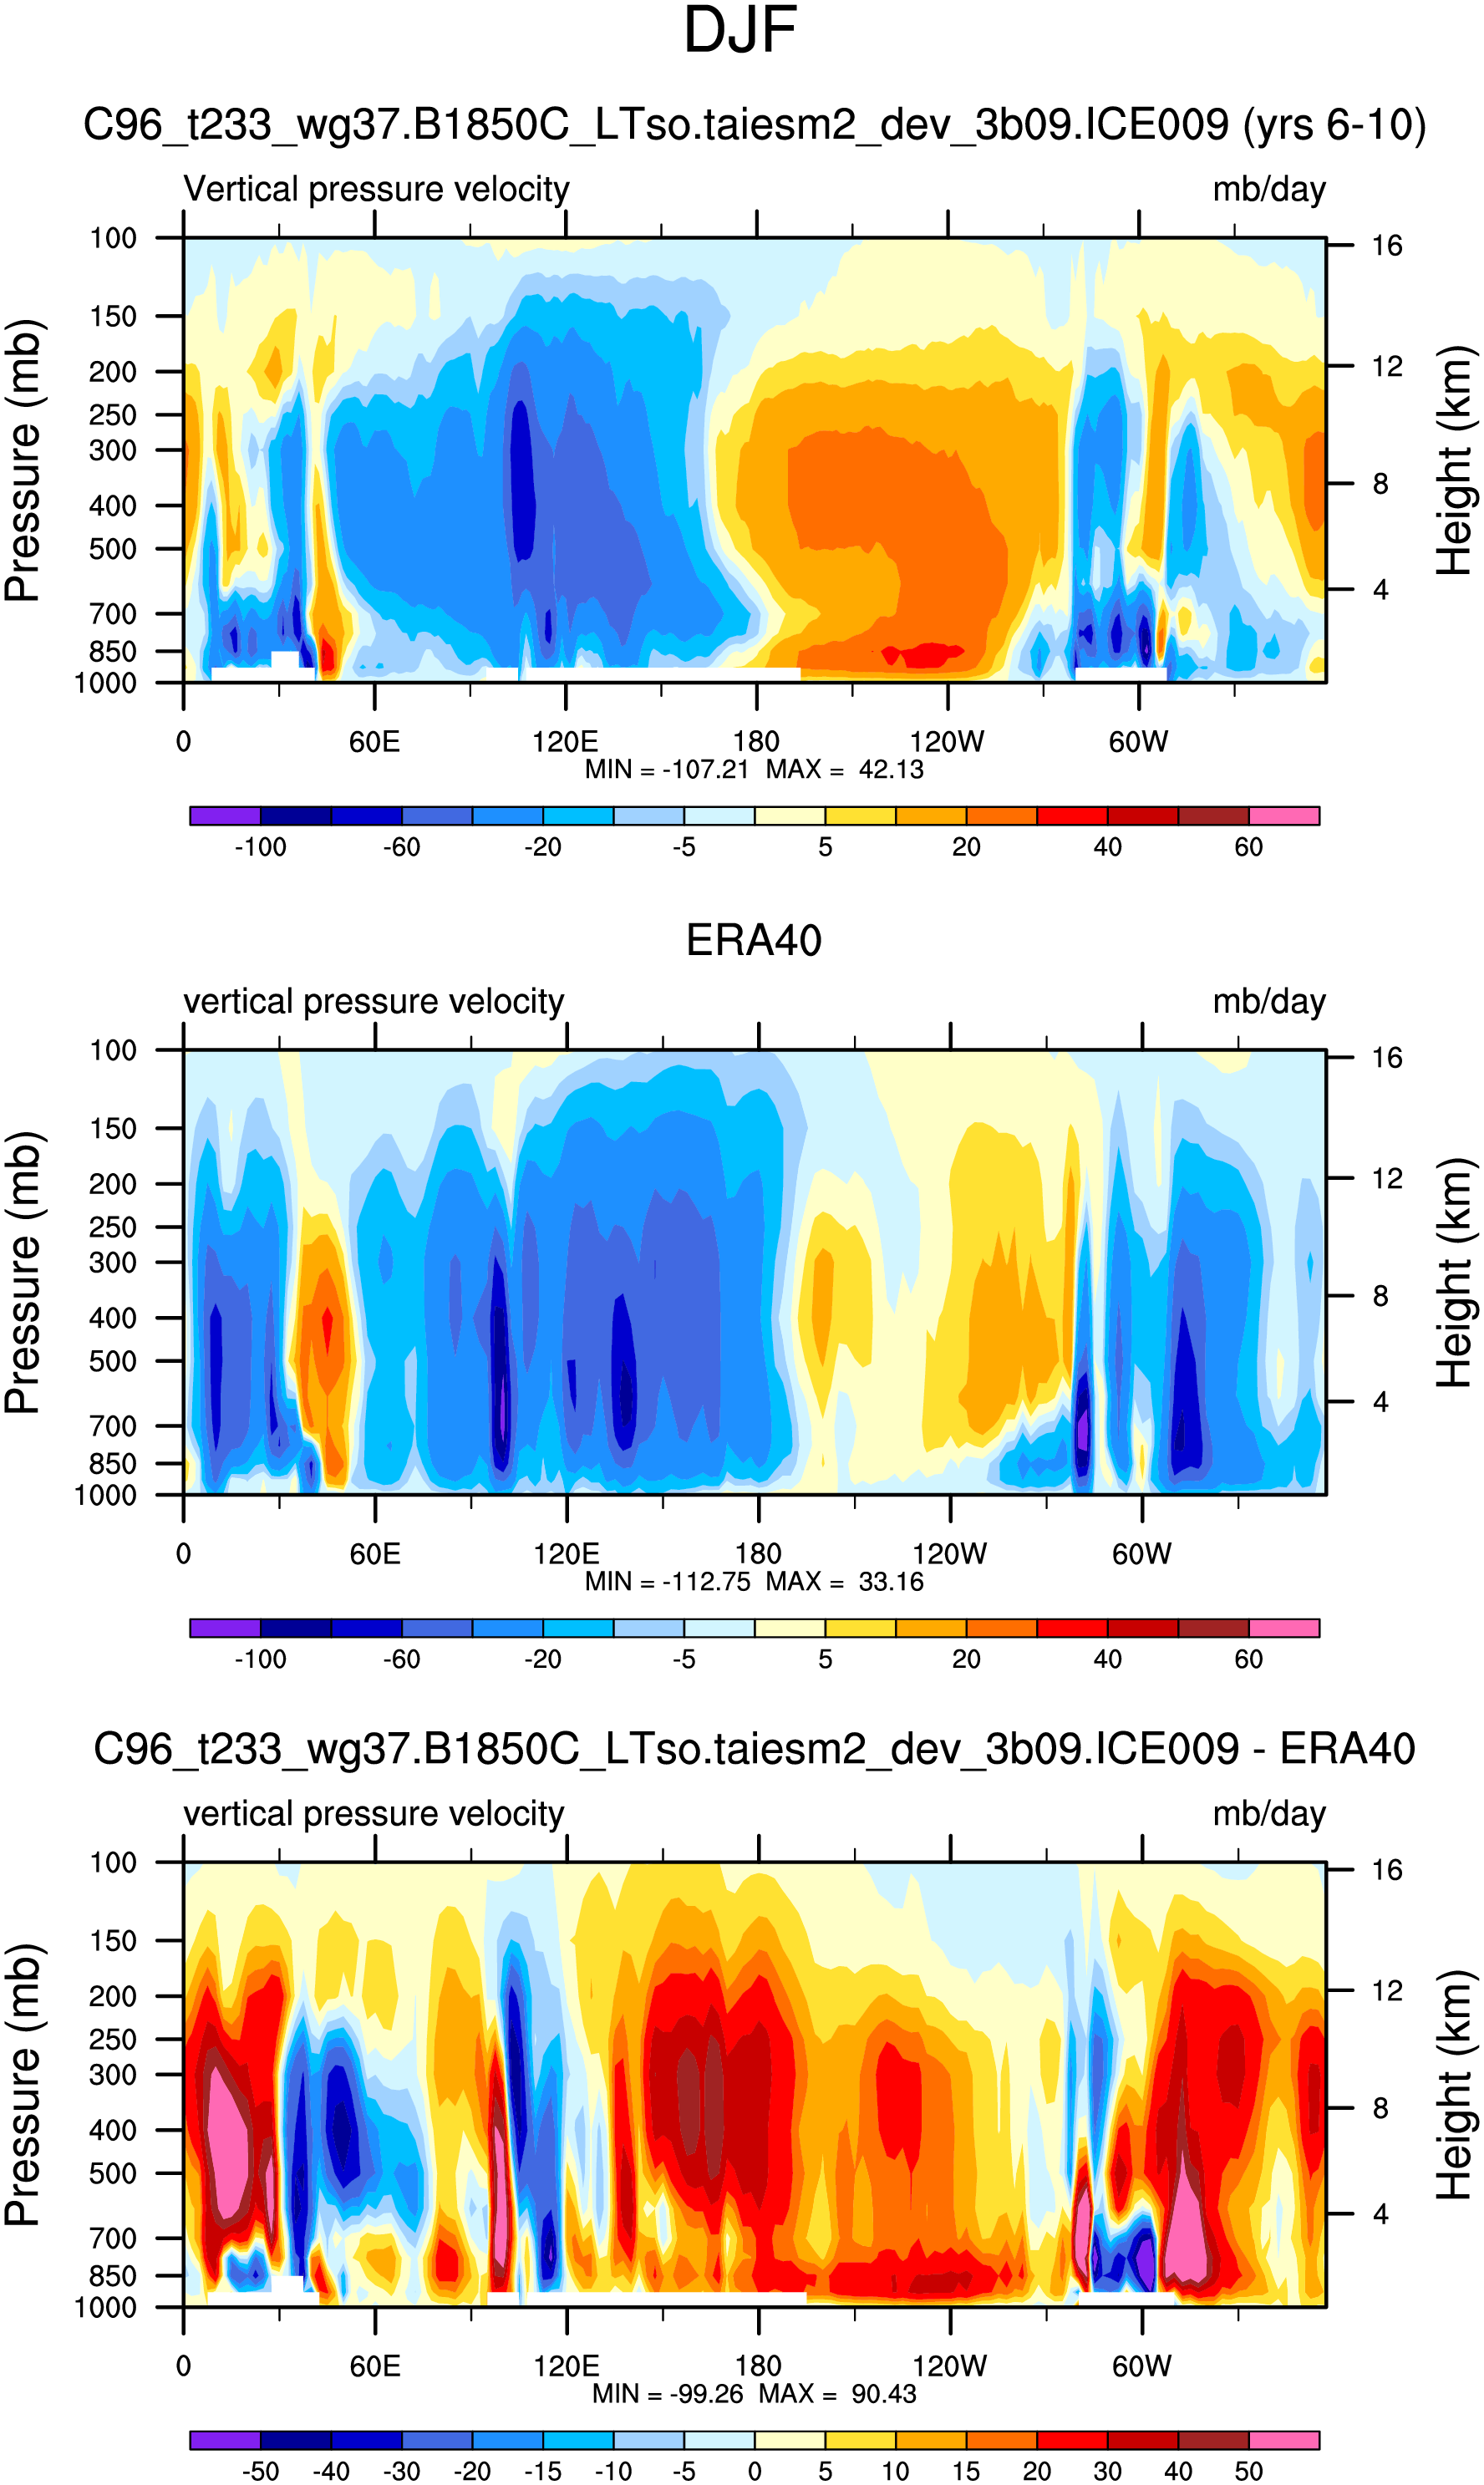 DJF
C96_t233_wg37.B1850C_LTso.taiesm2_dev_3b09.ICE009 (yrs 6-10)
Vertical pressure velocity mb/day
Pressure (mb)
100
150
200
250
300
400
500
700
850
1000
16
12
8
4
Height (km)
0 60E 120E 180 120W 60W
MIN = -107.21 MAX = 42.13
-100 -60 -20 -5 5 20 40 60
ERA40
vertical pressure velocity mb/day
Pressure (mb)
100
150
200
250
300
400
500
700
850
1000
16
12
8
4
Height (km)
0 60E 120E 180 120W 60W
MIN = -112.75 MAX = 33.16
-100 -60 -20 -5 5 20 40 60
C96_t233_wg37.B1850C_LTso.taiesm2_dev_3b09.ICE009 - ERA40
vertical pressure velocity mb/day
Pressure (mb)
100
150
200
250
300
400
500
700
850
1000
16
12
8
4
Height (km)
0 60E 120E 180 120W 60W
MIN = -99.26 MAX = 90.43
-50 -40 -30 -20 -15 -10 -5 0 5 10 15 20 30 40 50